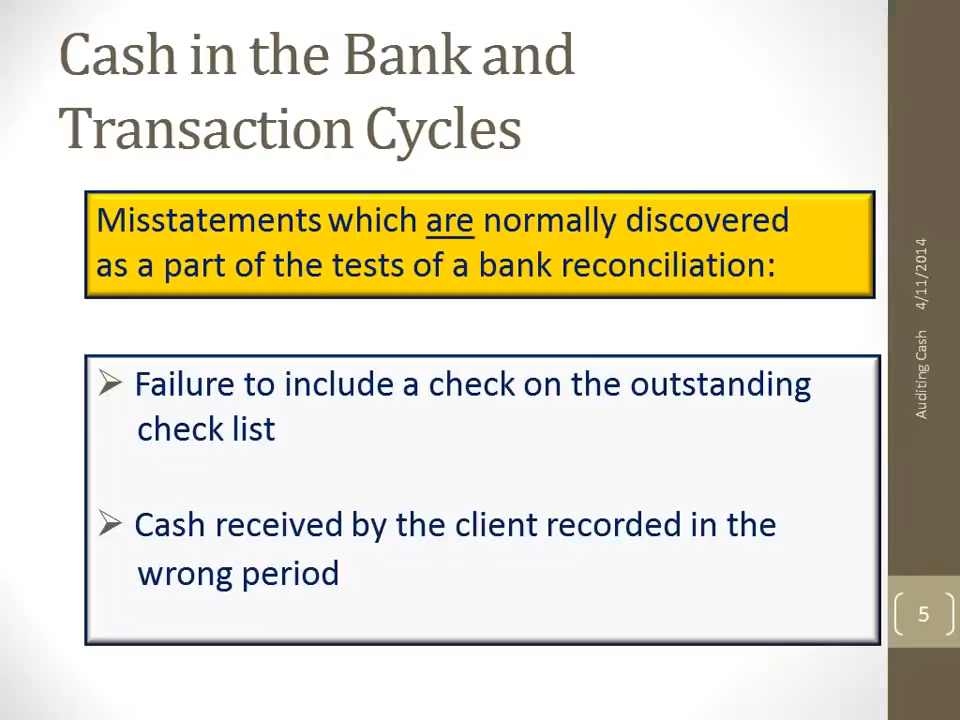 Cash in the Bank and
Transaction Cycles
Misstatements which are normally discovered
as a part of the tests of a bank reconciliation:
Failure to include a check on the outstanding
check list
Cash received by the client recorded in the
wrong period
Auditing Cash 4/11/2014
5